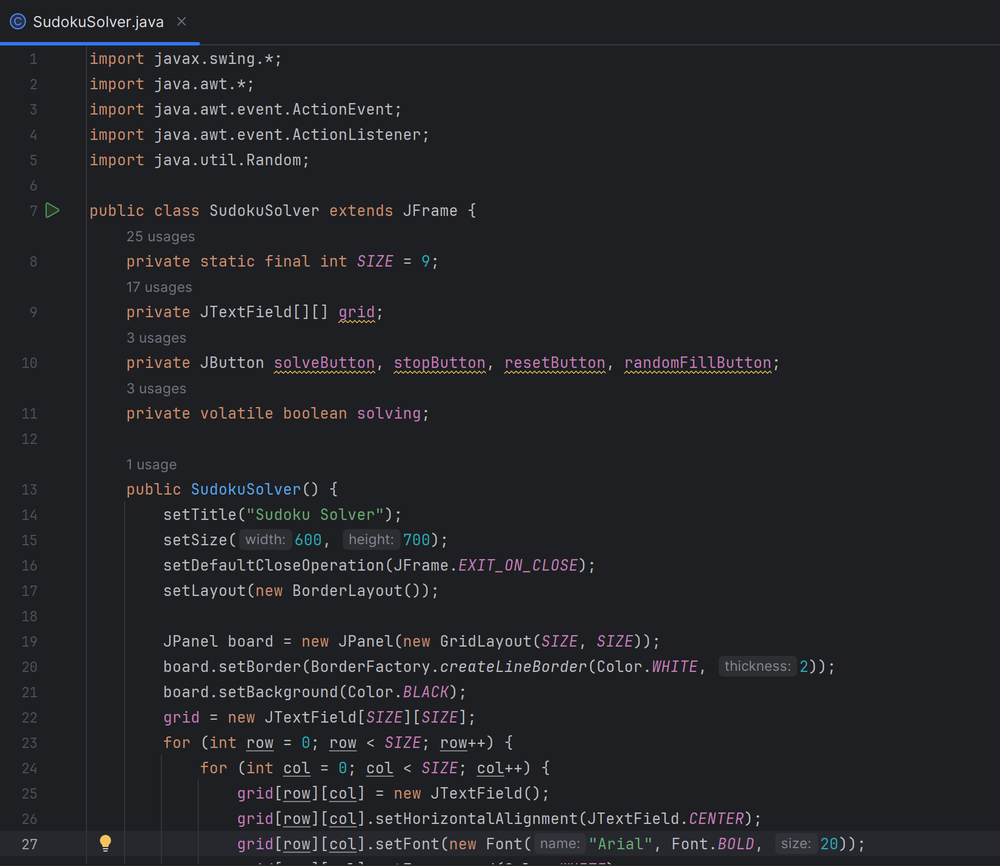 SudokuSolver.java
1 import javax.swing.*;
2 import java.awt.*;
3 import java.awt.event.ActionEvent;
4 import java.awt.event.ActionListener;
5 import java.util.Random;
6
7 public class SudokuSolver extends JFrame {
25 usages
8 private static final int SIZE = 9;
17 usages
9 private JTextField[][] grid;
3 usages
10 private JButton solveButton, stopButton, resetButton, randomFillButton;
3 usages
11 private volatile boolean solving;
12
1 usage
13 public SudokuSolver() {
14 setTitle("Sudoku Solver");
15 setSize( width: 600, height: 700);
16 setDefaultCloseOperation(JFrame.EXIT_ON_CLOSE);
17 setLayout(new BorderLayout());
18
19 JPanel board = new JPanel(new GridLayout(SIZE, SIZE));
20 board.setBorder(BorderFactory.createLineBorder(Color.WHITE, thickness: 2));
21 board.setBackground(Color.BLACK);
22 grid = new JTextField[SIZE][SIZE];
23 for (int row = 0; row < SIZE; row++) {
24 for (int col = 0; col < SIZE; col++) {
25 grid[row][col] = new JTextField();
26 grid[row][col].setHorizontalAlignment(JTextField.CENTER);
27 grid[row][col].setFont(new Font( name: "Arial", Font.BOLD, size: 20));